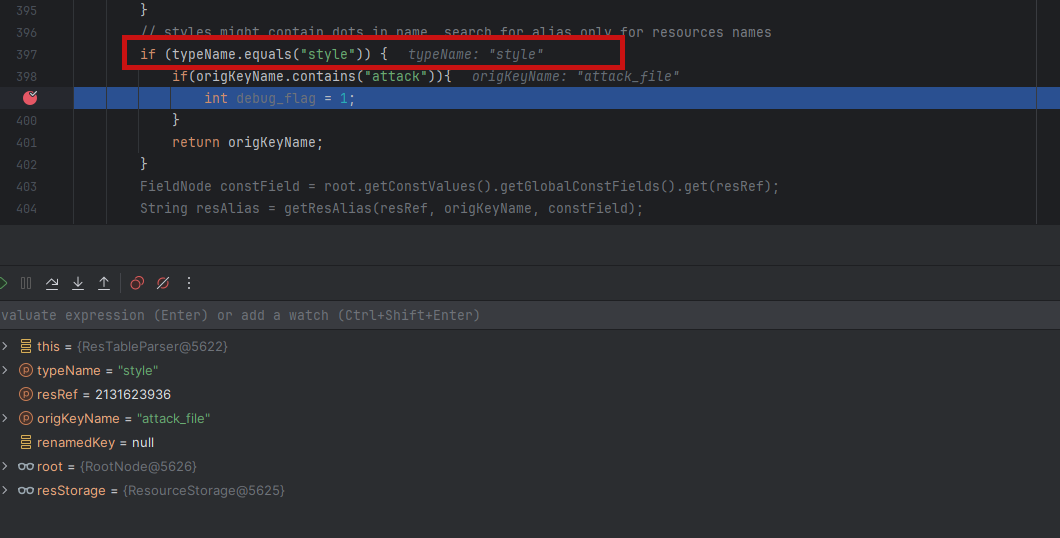 395 }
396 // styles might contain dots in name, search for alias only for resources names
397 if (typeName.equals("style")) { typeName: "style"
398 if(origKeyName.contains("attack")){ origKeyName: "attack_file"
int debug_flag = 1;
400 }
401 return origKeyName;
402 }
403 FieldNode constField = root.getConstValues().getGlobalConstFields().get(resRef);
404 String resAlias = getResAlias(resRef, origKeyName, constField);
valuate expression (Enter) or add a watch (Ctrl+Shift+Enter)
this = {ResTableParser@5622}
typeName = "style"
resRef = 2131623936
origKeyName = "attack_file"
renamedKey = null
root = {RootNode@5626}
resStorage = {ResourceStorage@5625}